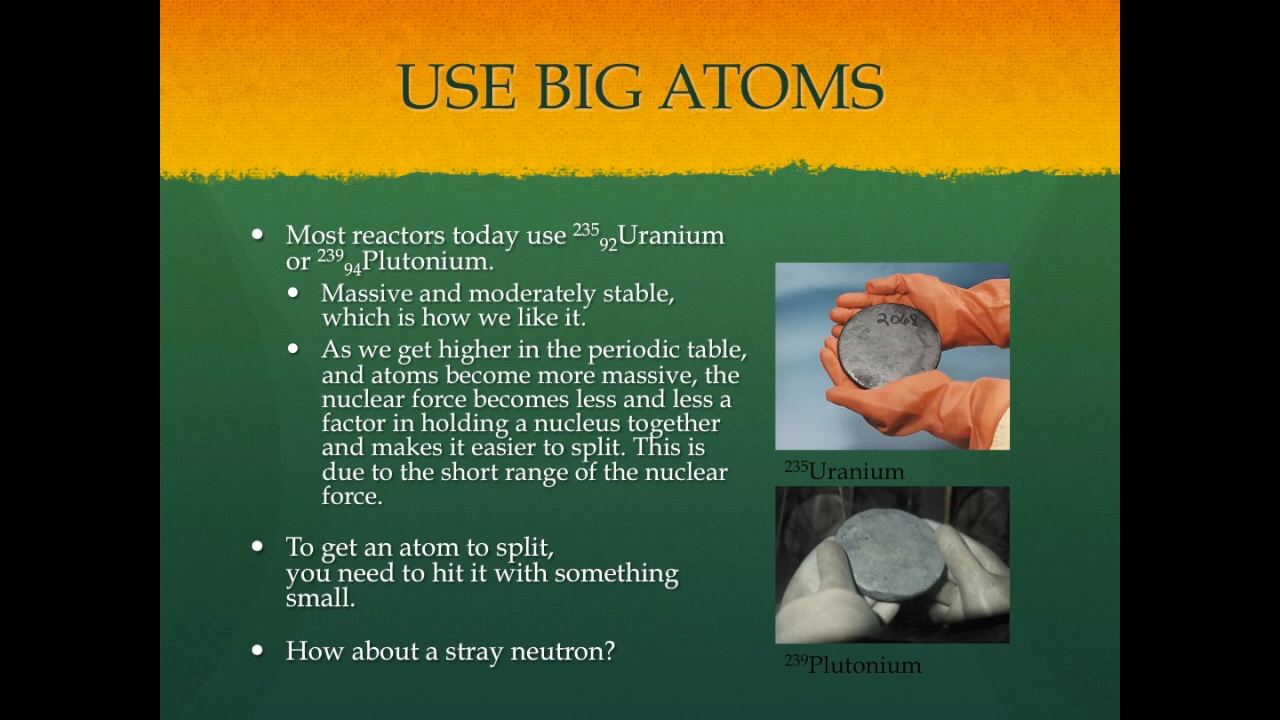 USE BIG ATOMS
• Most reactors today use ²³⁵₉₂Uranium
or ²³⁹₉₄Plutonium.
• Massive and moderately stable,
which is how we like it.
• As we get higher in the periodic table,
and atoms become more massive, the
nuclear force becomes less and less a
factor in holding a nucleus together
and makes it easier to split. This is
due to the short range of the nuclear
force.
• To get an atom to split,
you need to hit it with something
small.
• How about a stray neutron?
2068
²³⁵Uranium
²³⁹Plutonium